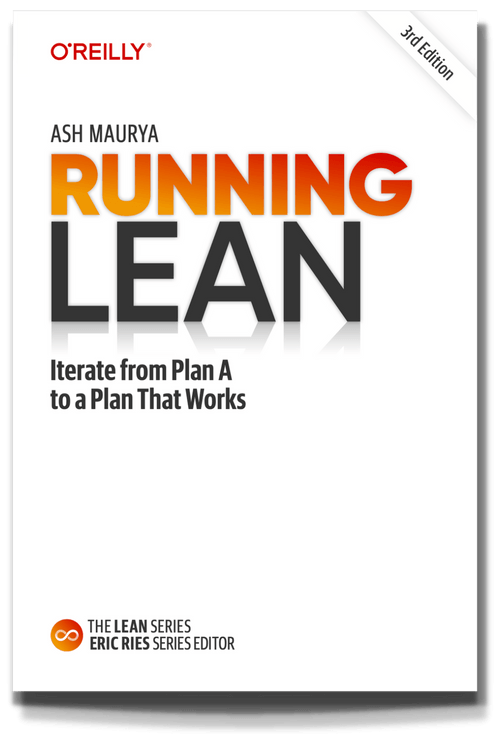 O'REILLY®
3rd Edition
ASH MAURYA
RUNNING
LEAN
Iterate from Plan A
to a Plan That Works
THE LEAN SERIES
ERIC RIES SERIES EDITOR